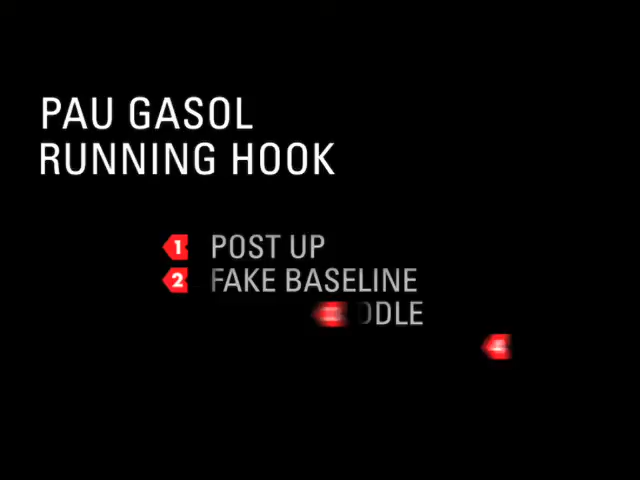 PAU GASOL
RUNNING HOOK
1 POST UP
2 FAKE BASELINE